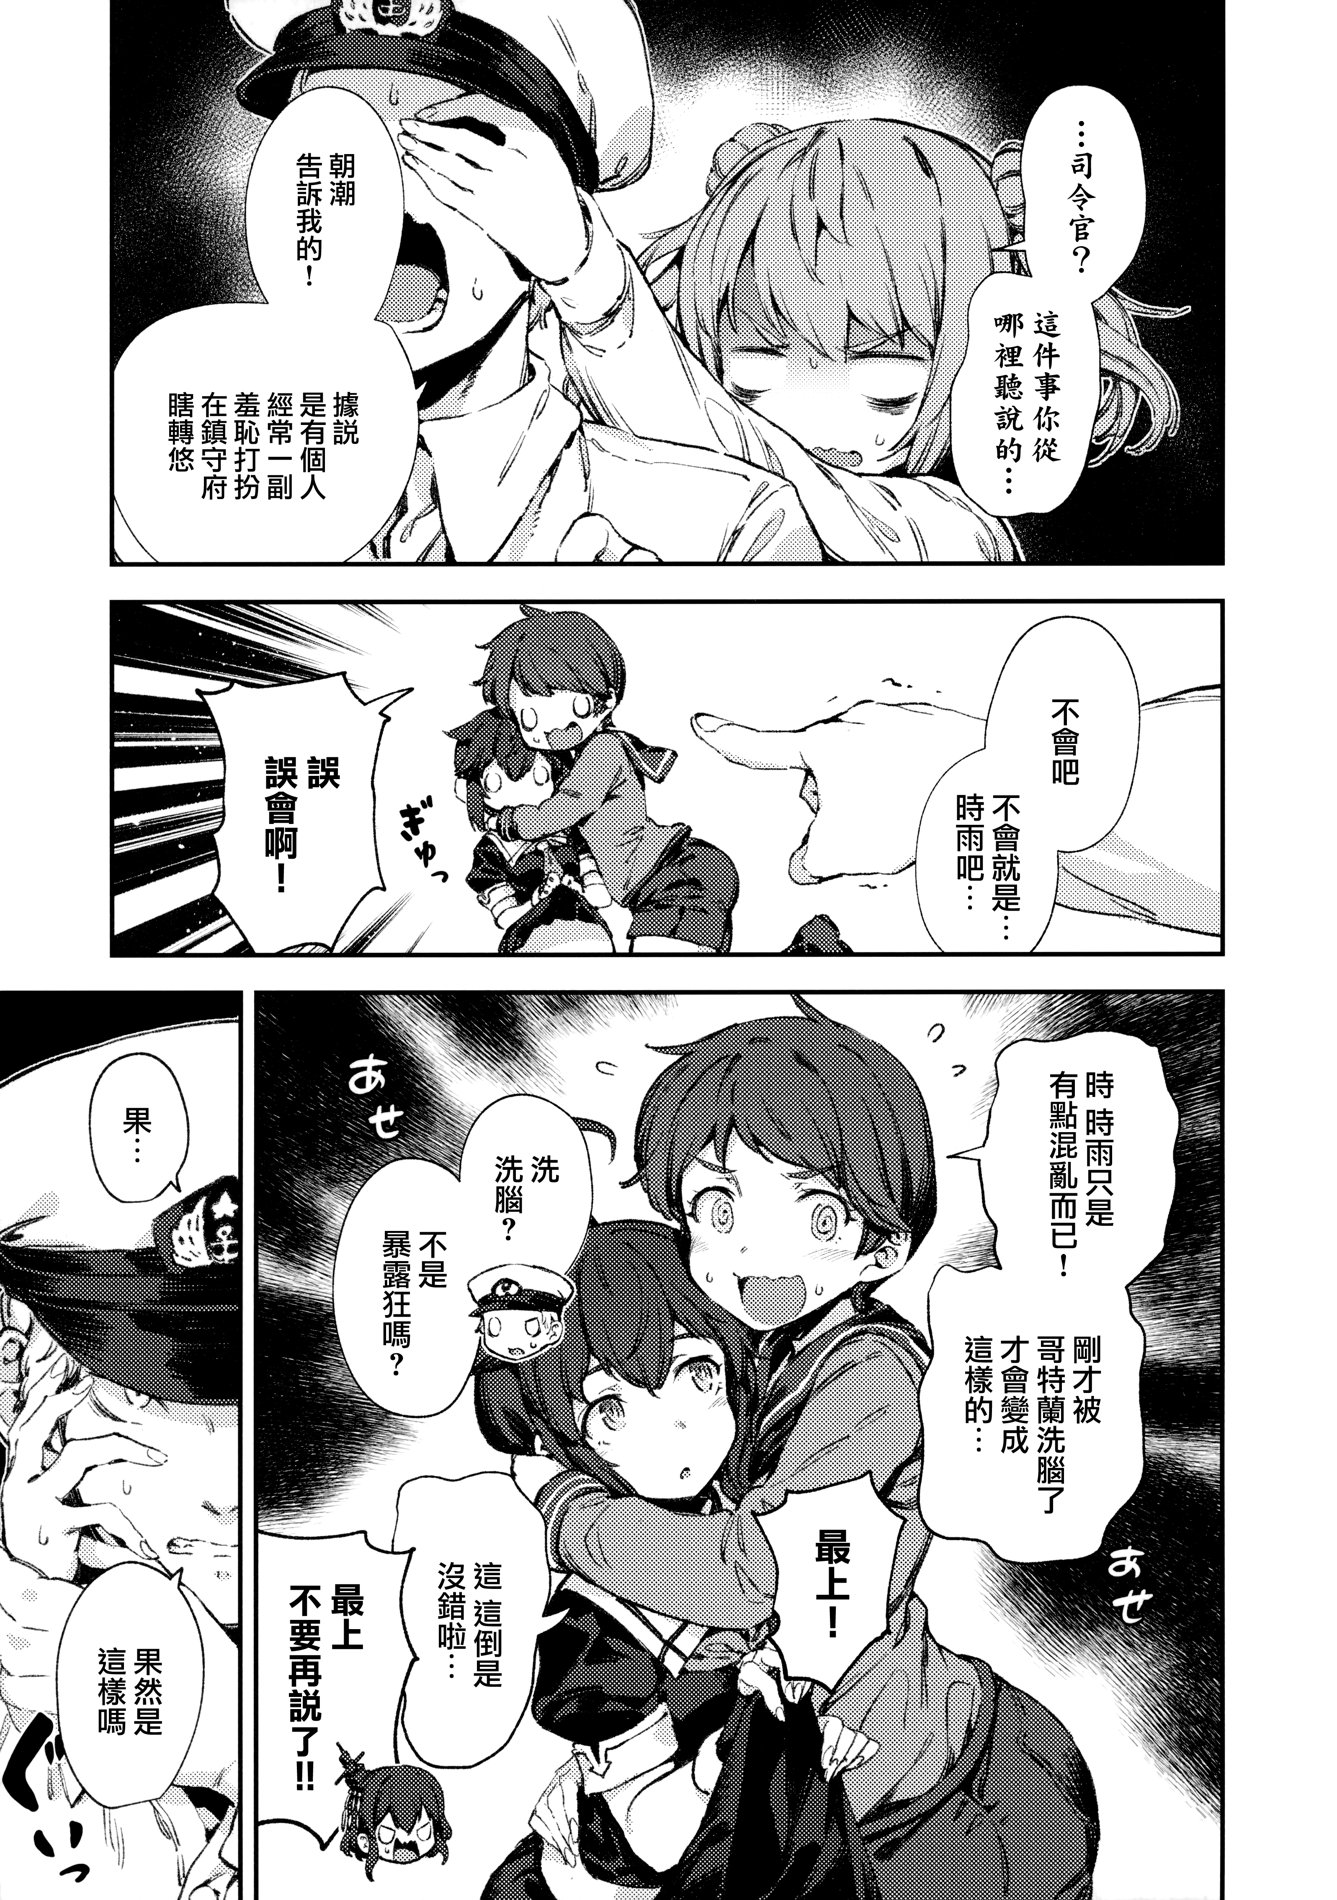 …司令官？
這件事你從
哪裡聽說的…
朝潮
告訴我的！
據說
是有個人
經常一副
羞恥打扮
在鎮守府
瞎轉悠
不會吧
不會就是…
時雨吧…
ぎゅっ
誤
誤會啊！
時 時雨只是
有點混亂而已！
剛才被
哥特蘭洗腦了
才會變成
這樣的…
あせ
あせ
洗
洗腦？
不是
暴露狂嗎？
最上！
這 這倒是
沒錯啦…
最上
不要再説了!!
果…
果然是
這樣嗎
ぐいっ